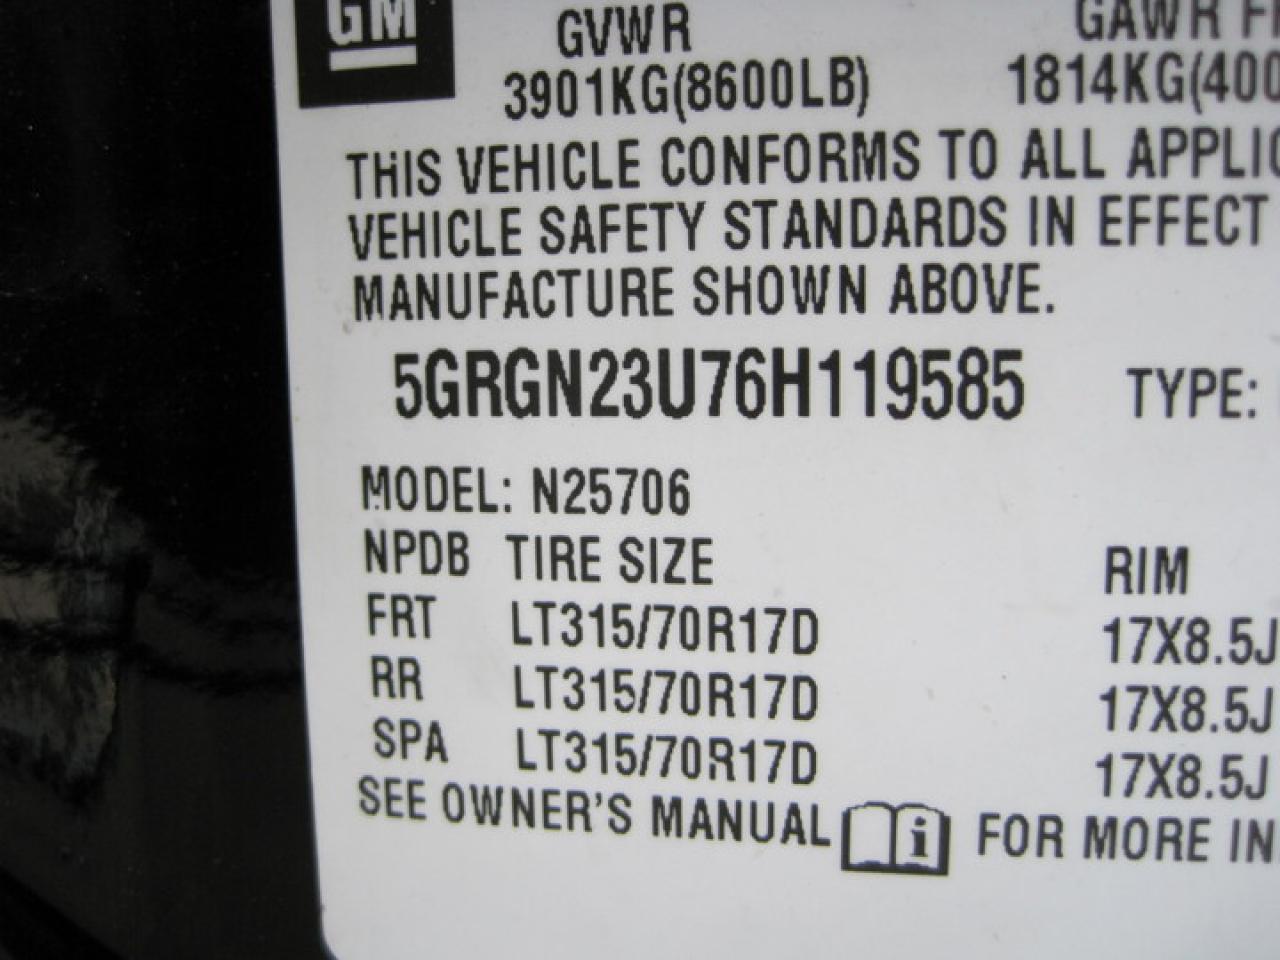 GM GVWR GAWR F
3901KG(8600LB) 1814KG(400
THIS VEHICLE CONFORMS TO ALL APPLIC
VEHICLE SAFETY STANDARDS IN EFFECT
MANUFACTURE SHOWN ABOVE.
5GRGN23U76H119585 TYPE:
MODEL: N25706
NPDB TIRE SIZE RIM
FRT LT315/70R17D 17X8.5J
RR LT315/70R17D 17X8.5J
SPA LT315/70R17D 17X8.5J
SEE OWNER'S MANUAL i FOR MORE IN